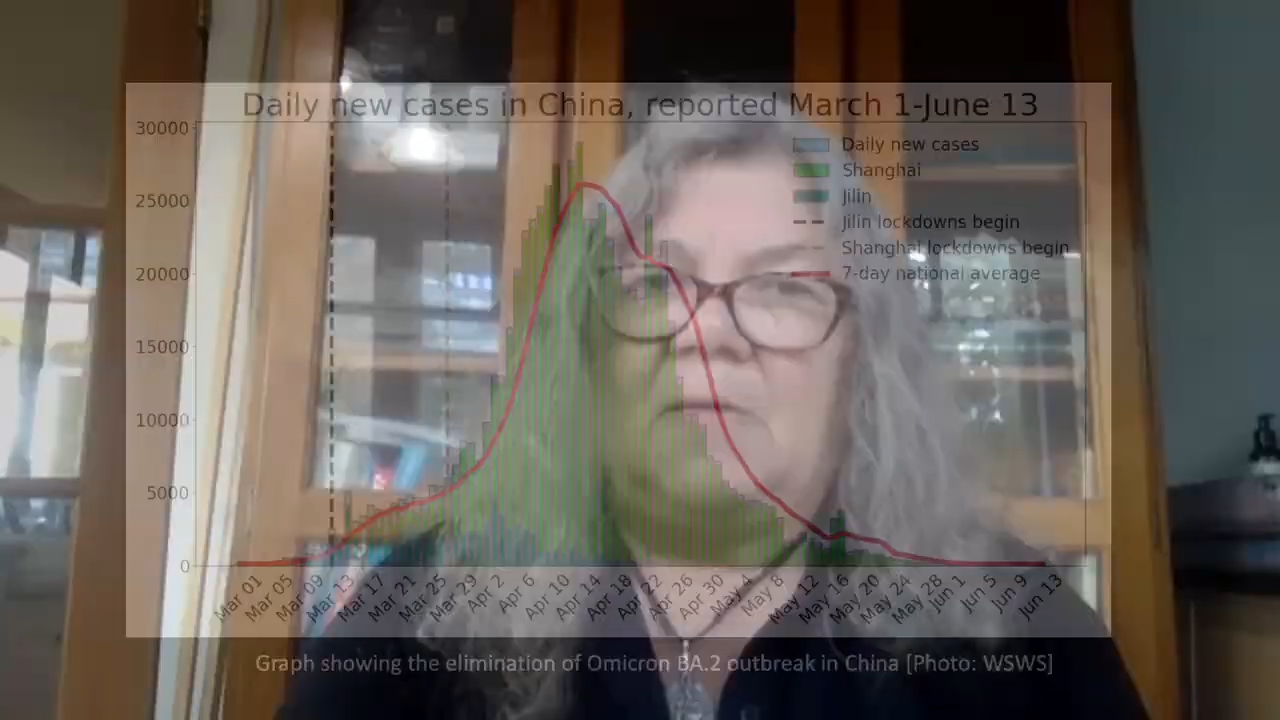 Daily new cases in China, reported March 1-June 13
30000
25000
20000
15000
10000
5000
0
Daily new cases
Shanghai
Jilin
Jilin lockdowns begin
Shanghai lockdowns begin
7-day national average
Mar 01
Mar 05
Mar 09
Mar 13
Mar 17
Mar 21
Mar 25
Mar 29
Apr 2
Apr 6
Apr 10
Apr 14
Apr 18
Apr 22
Apr 26
Apr 30
May 4
May 8
May 12
May 16
May 20
May 24
May 28
Jun 1
Jun 5
Jun 9
Jun 13
Graph showing the elimination of Omicron BA.2 outbreak in China [Photo: WSWS]